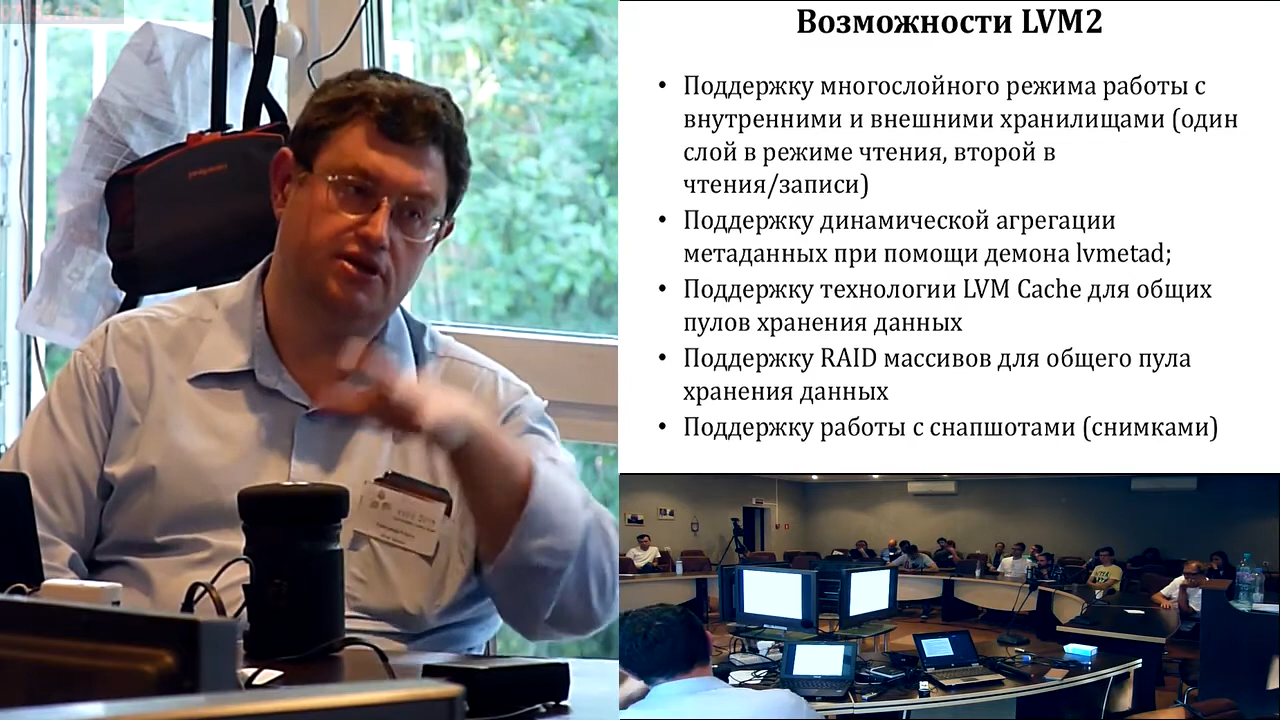 Возможности LVM2
• Поддержку многослойного режима работы с
внутренними и внешними хранилищами (один
слой в режиме чтения, второй в
чтения/записи)
• Поддержку динамической агрегации
метаданных при помощи демона lvmetad;
• Поддержку технологии LVM Cache для общих
пулов хранения данных
• Поддержку RAID массивов для общего пула
хранения данных
• Поддержку работы с снапшотами (снимками)